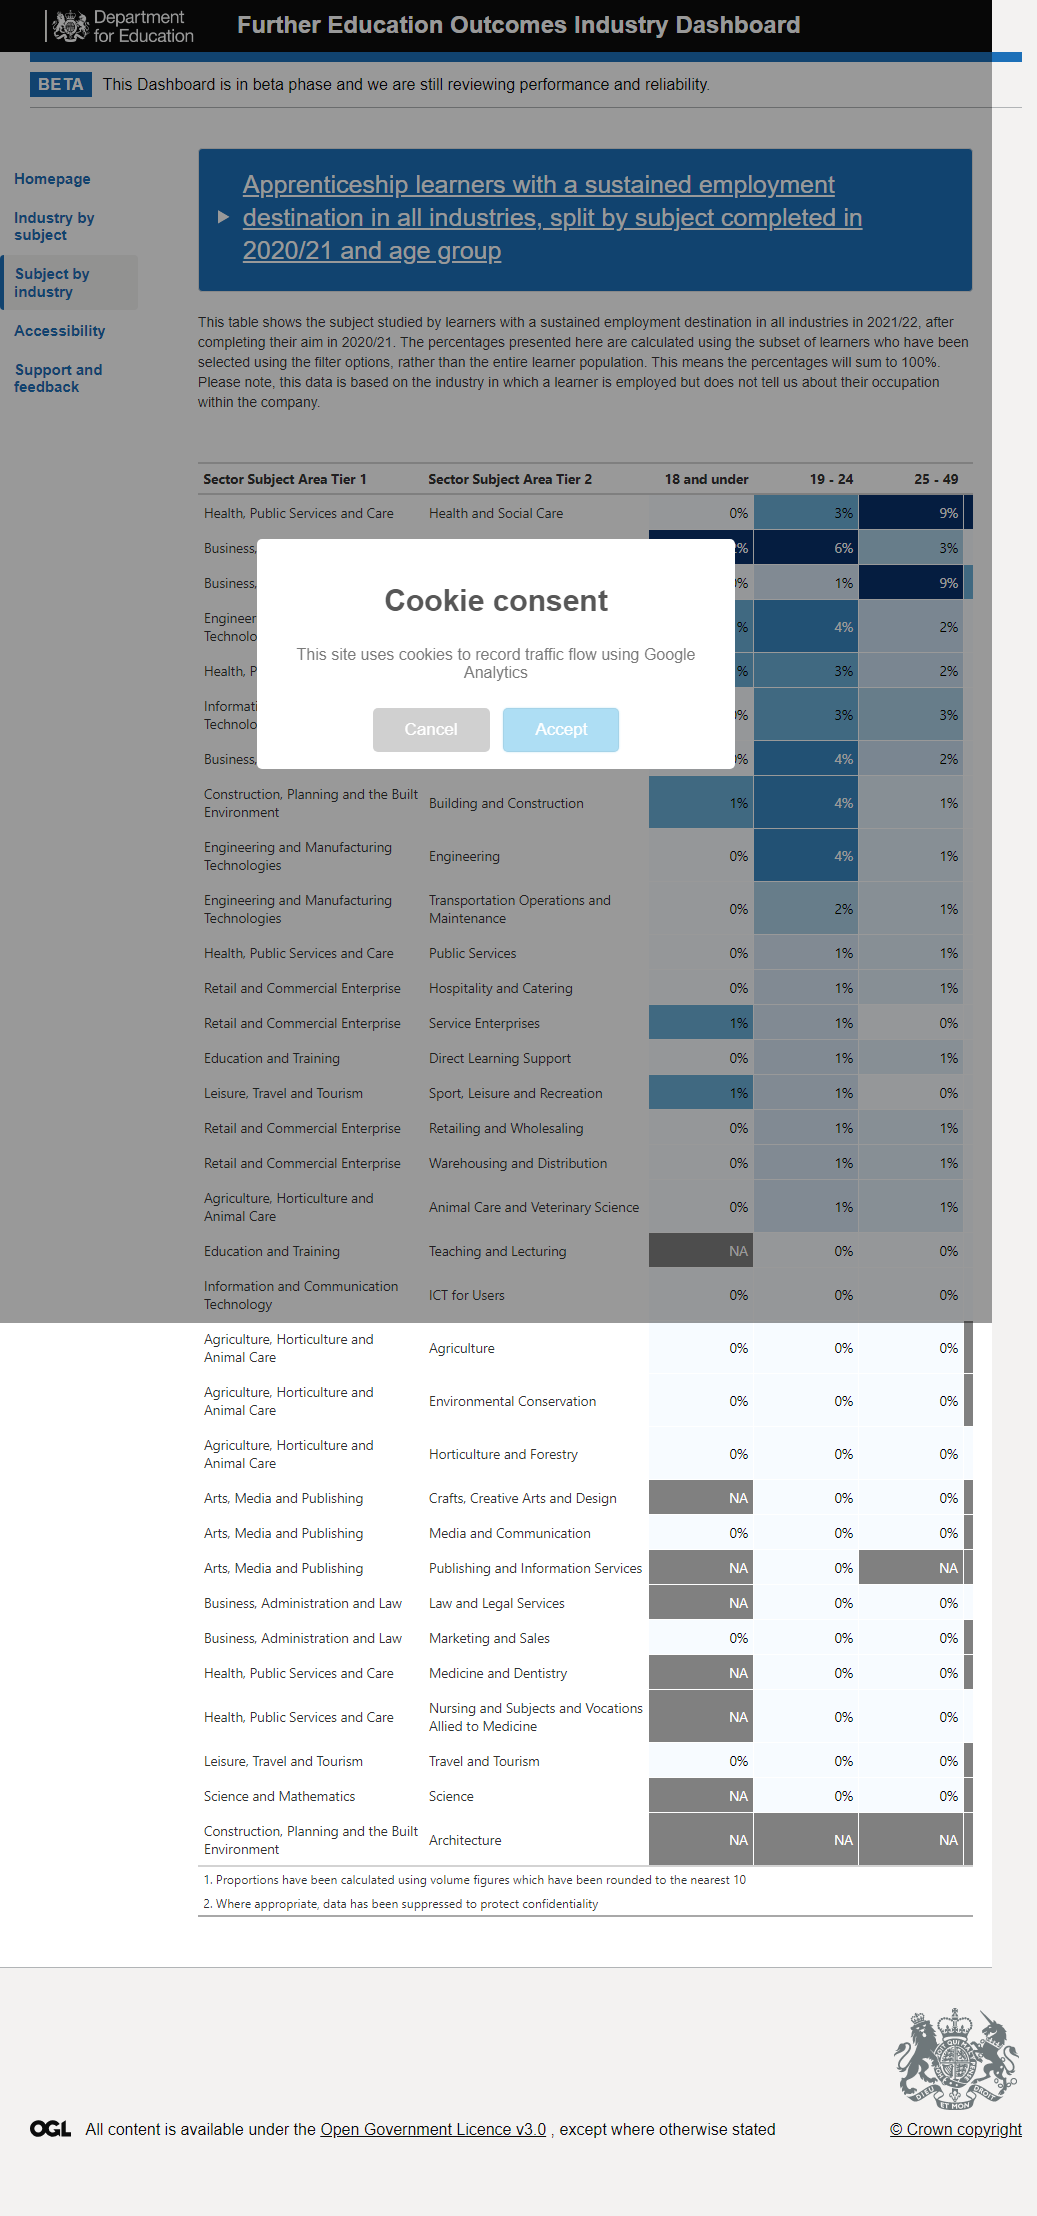 Department
for Education
Further Education Outcomes Industry Dashboard
BETA This Dashboard is in beta phase and we are still reviewing performance and reliability.
Homepage
Industry by
subject
Subject by
industry
Accessibility
Support and
feedback
Apprenticeship learners with a sustained employment
destination in all industries, split by subject completed in
2020/21 and age group
This table shows the subject studied by learners with a sustained employment destination in all industries in 2021/22, after
completing their aim in 2020/21. The percentages presented here are calculated using the subset of learners who have been
selected using the filter options, rather than the entire learner population. This means the percentages will sum to 100%.
Please note, this data is based on the industry in which a learner is employed but does not tell us about their occupation
within the company.
Sector Subject Area Tier 1 Sector Subject Area Tier 2 18 and under 19 - 24 25 - 49
Health, Public Services and Care Health and Social Care 0% 3% 9%
Business, % 6% 3%
Business, % 1% 9%
Engineer
Technolo % 4% 2%
Health, P % 3% 2%
Informati
Technolo % 3% 3%
Business, % 4% 2%
Cookie consent
This site uses cookies to record traffic flow using Google
Analytics
Cancel Accept
Construction, Planning and the Built
Environment Building and Construction 1% 4% 1%
Engineering and Manufacturing
Technologies Engineering 0% 4% 1%
Engineering and Manufacturing
Technologies Transportation Operations and
Maintenance 0% 2% 1%
Health, Public Services and Care Public Services 0% 1% 1%
Retail and Commercial Enterprise Hospitality and Catering 0% 1% 1%
Retail and Commercial Enterprise Service Enterprises 1% 1% 0%
Education and Training Direct Learning Support 0% 1% 1%
Leisure, Travel and Tourism Sport, Leisure and Recreation 1% 1% 0%
Retail and Commercial Enterprise Retailing and Wholesaling 0% 1% 1%
Retail and Commercial Enterprise Warehousing and Distribution 0% 1% 1%
Agriculture, Horticulture and
Animal Care Animal Care and Veterinary Science 0% 1% 1%
Education and Training Teaching and Lecturing NA 0% 0%
Information and Communication
Technology ICT for Users 0% 0% 0%
Agriculture, Horticulture and
Animal Care Agriculture 0% 0% 0%
Agriculture, Horticulture and
Animal Care Environmental Conservation 0% 0% 0%
Agriculture, Horticulture and
Animal Care Horticulture and Forestry 0% 0% 0%
Arts, Media and Publishing Crafts, Creative Arts and Design NA 0% 0%
Arts, Media and Publishing Media and Communication 0% 0% 0%
Arts, Media and Publishing Publishing and Information Services NA 0% NA
Business, Administration and Law Law and Legal Services NA 0% 0%
Business, Administration and Law Marketing and Sales 0% 0% 0%
Health, Public Services and Care Medicine and Dentistry NA 0% 0%
Health, Public Services and Care Nursing and Subjects and Vocations
Allied to Medicine NA 0% 0%
Leisure, Travel and Tourism Travel and Tourism 0% 0% 0%
Science and Mathematics Science NA 0% 0%
Construction, Planning and the Built
Environment Architecture NA NA NA
1. Proportions have been calculated using volume figures which have been rounded to the nearest 10
2. Where appropriate, data has been suppressed to protect confidentiality
OGL All content is available under the Open Government Licence v3.0 , except where otherwise stated
© Crown copyright